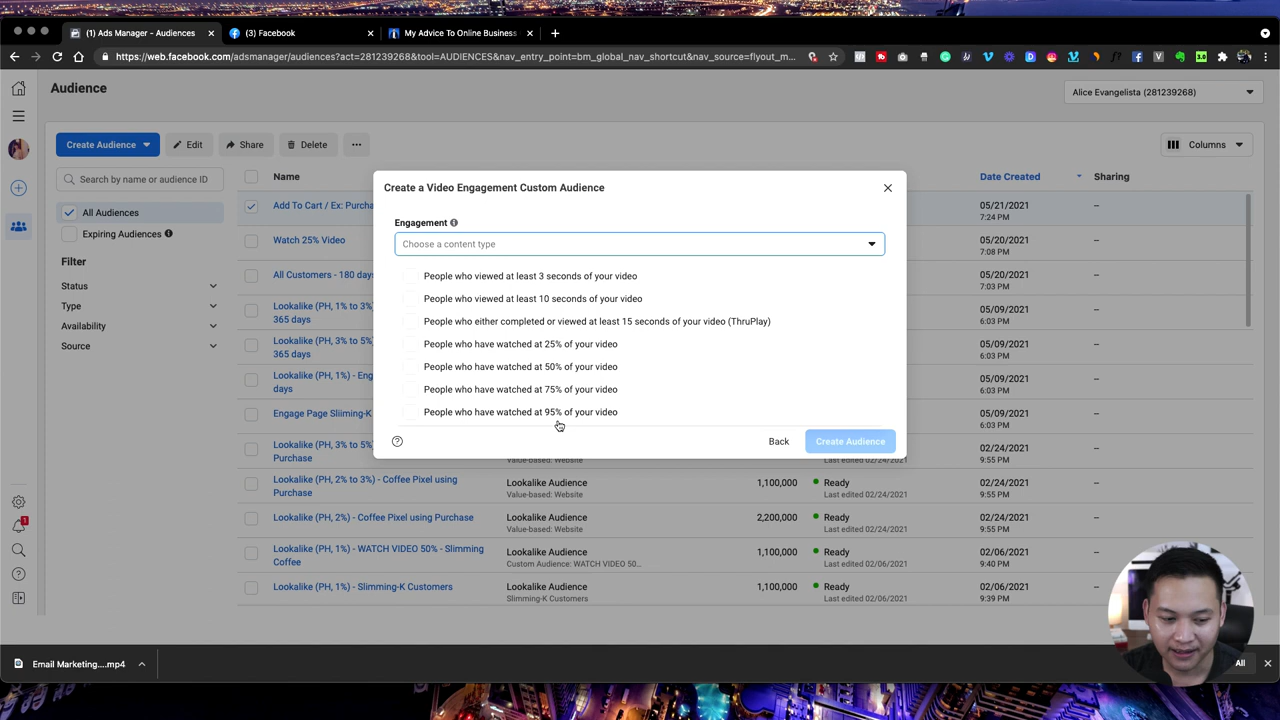 (1) Ads Manager - Audiences
(3) Facebook
My Advice To Online Business
https://web.facebook.com/adsmanager/audiences?act=281239268&tool=AUDIENCES&nav_entry_point=bm_global_nav_shortcut&nav_source=flyout_m...
Audience
Alice Evangelista (281239268)
Create Audience
Edit
Share
Delete
Columns
Search by name or audience ID
Name
Date Created
Sharing
All Audiences
Expiring Audiences
Filter
Status
Type
Availability
Source
Add To Cart / Ex: Purcha
05/21/2021
7:24 PM
--
Watch 25% Video
05/20/2021
7:08 PM
--
All Customers - 180 days
05/20/2021
7:03 PM
--
Lookalike (PH, 1% to 3%)
365 days
05/09/2021
6:03 PM
--
Lookalike (PH, 3% to 5%)
365 days
05/09/2021
6:03 PM
--
Lookalike (PH, 1%) - Eng
days
05/09/2021
6:03 PM
--
Engage Page Sliiming-K
05/09/2021
6:03 PM
--
Lookalike (PH, 3% to 5%)
Purchase
Value-based: Website
Last edited 02/24/2021
02/24/2021
9:55 PM
--
Lookalike (PH, 2% to 3%) - Coffee Pixel using
Purchase
Lookalike Audience
Value-based: Website
1,100,000
Ready
Last edited 02/24/2021
02/24/2021
9:55 PM
--
Lookalike (PH, 2%) - Coffee Pixel using Purchase
Lookalike Audience
Value-based: Website
2,200,000
Ready
Last edited 02/24/2021
02/24/2021
9:55 PM
--
Lookalike (PH, 1%) - WATCH VIDEO 50% - Slimming
Coffee
Lookalike Audience
Custom Audience: WATCH VIDEO 50...
1,100,000
Ready
Last edited 02/06/2021
02/06/2021
9:40 PM
--
Lookalike (PH, 1%) - Slimming-K Customers
Lookalike Audience
Slimming-K Customers
1,100,000
Ready
Last edited 02/06/2021
02/06/2021
9:39 PM
--
Create a Video Engagement Custom Audience
Engagement
Choose a content type
People who viewed at least 3 seconds of your video
People who viewed at least 10 seconds of your video
People who either completed or viewed at least 15 seconds of your video (ThruPlay)
People who have watched at 25% of your video
People who have watched at 50% of your video
People who have watched at 75% of your video
People who have watched at 95% of your video
Back
Create Audience
1
Email Marketing....mp4
All